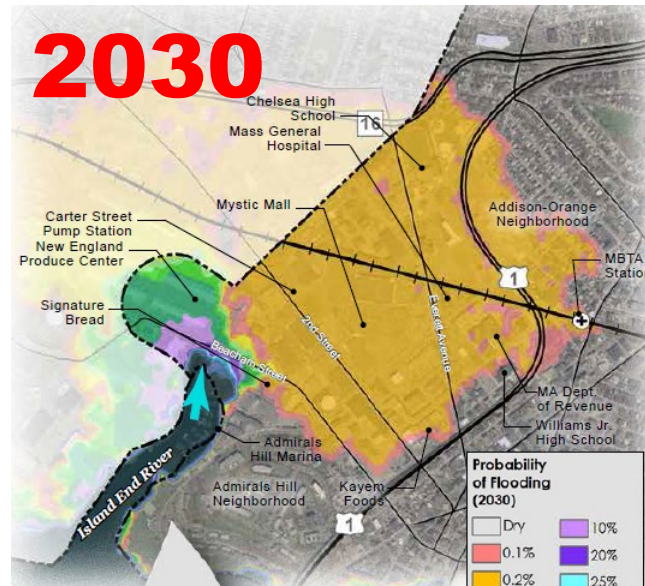 2030
Chelsea High
School
16
Mass General
Hospital
Mystic Mall
Carter Street
Pump Station
New England
Produce Center
Addison-Orange
Neighborhood
MBTA
Station
1
Signature
Bread
2nd Street
Everett Avenue
Beacham Street
MA Dept.
of Revenue
Williams Jr.
High School
Admirals
Hill Marina
Admirals Hill
Neighborhood
Kayem
Foods
Island End River
1
Probability
of Flooding
(2030)
Dry
10%
0.1%
20%
0.2%
25%